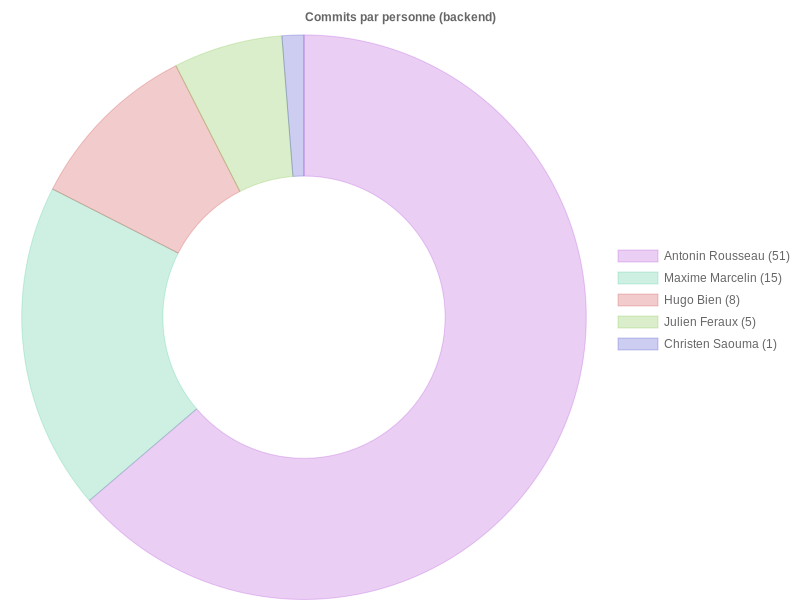 Commits par personne (backend)
Antonin Rousseau (51)
Maxime Marcelin (15)
Hugo Bien (8)
Julien Feraux (5)
Christen Saouma (1)